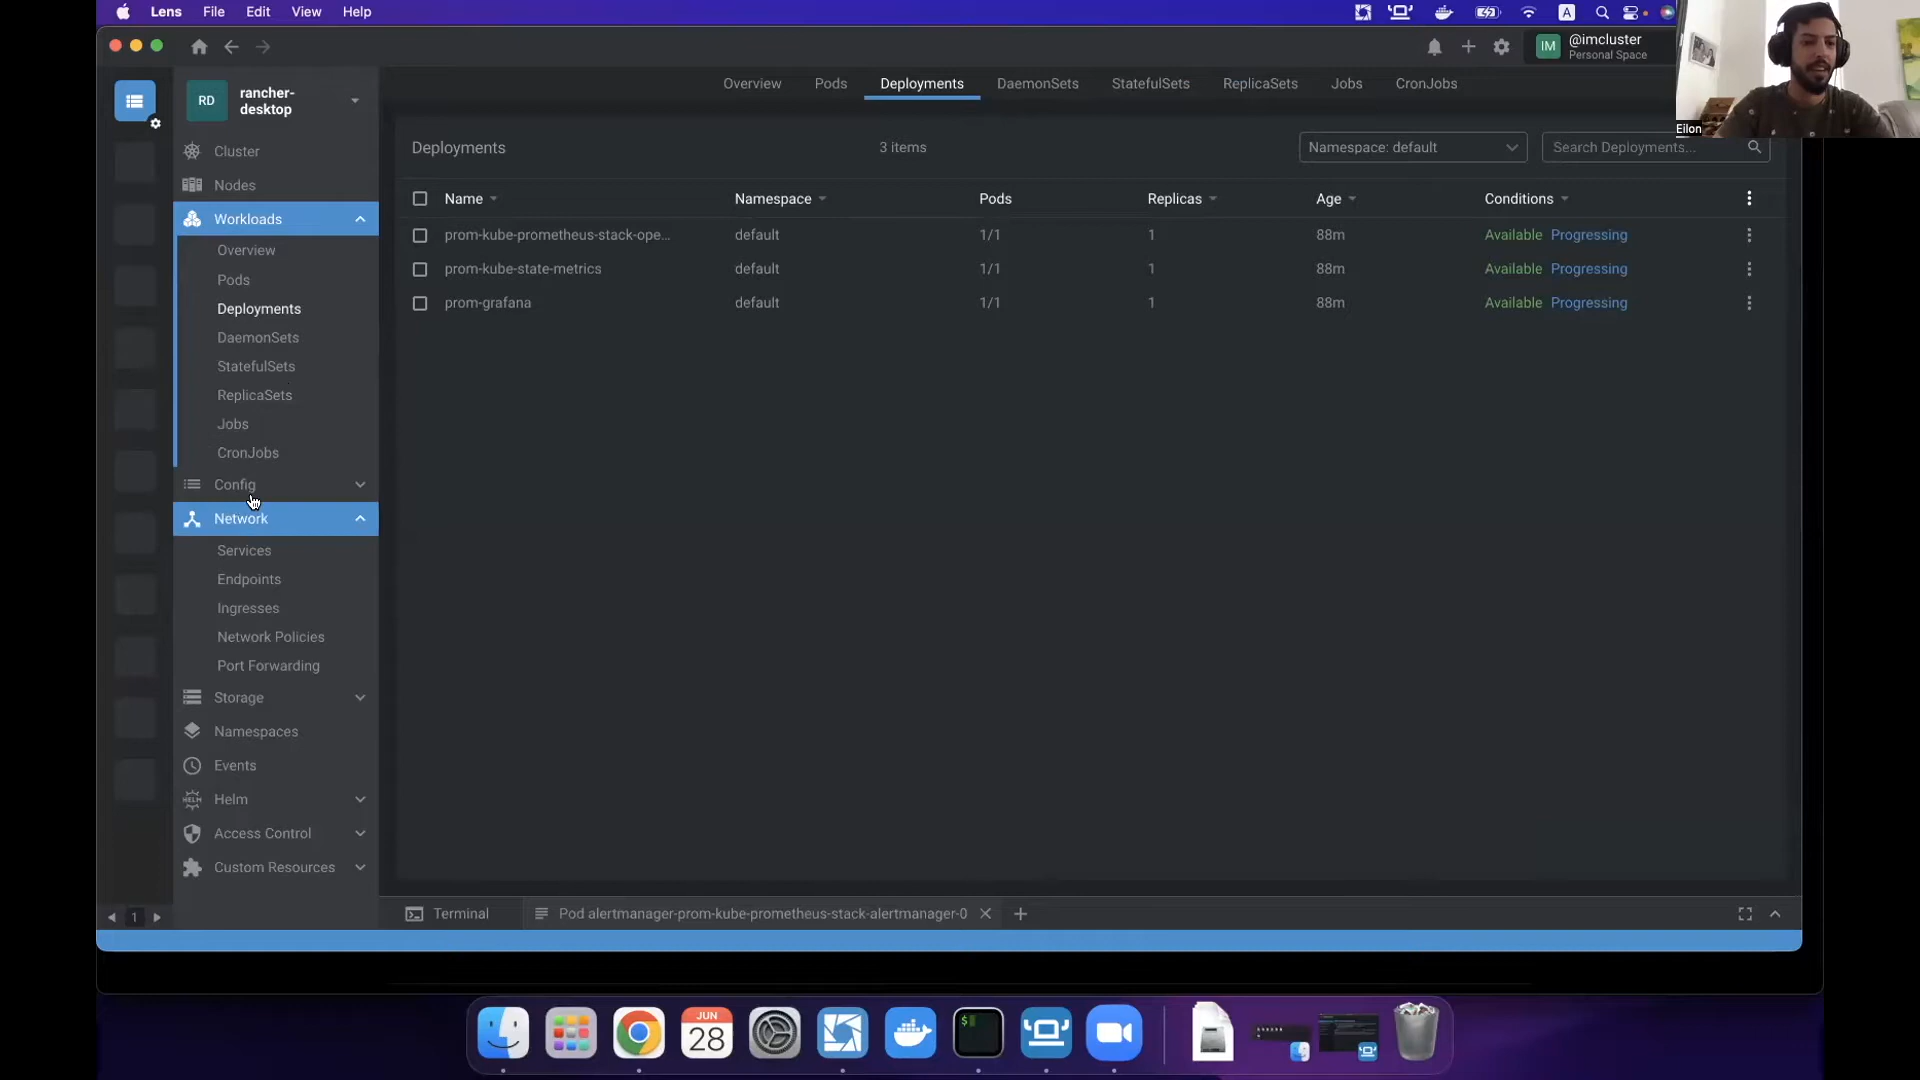 Lens File Edit View Help
A
IM @imcluster
Personal Space
Eilon
RD rancher-
desktop
Overview Pods Deployments DaemonSets StatefulSets ReplicaSets Jobs CronJobs
Cluster
Nodes
Workloads
Overview
Pods
Deployments
DaemonSets
StatefulSets
ReplicaSets
Jobs
CronJobs
Config
Network
Services
Endpoints
Ingresses
Network Policies
Port Forwarding
Storage
Namespaces
Events
HELM Helm
Access Control
Custom Resources
1
Deployments 3 items Namespace: default Search Deployments...
Name Namespace Pods Replicas Age Conditions
prom-kube-prometheus-stack-ope... default 1/1 1 88m Available Progressing
prom-kube-state-metrics default 1/1 1 88m Available Progressing
prom-grafana default 1/1 1 88m Available Progressing
Terminal Pod alertmanager-prom-kube-prometheus-stack-alertmanager-0
JUN
28
$